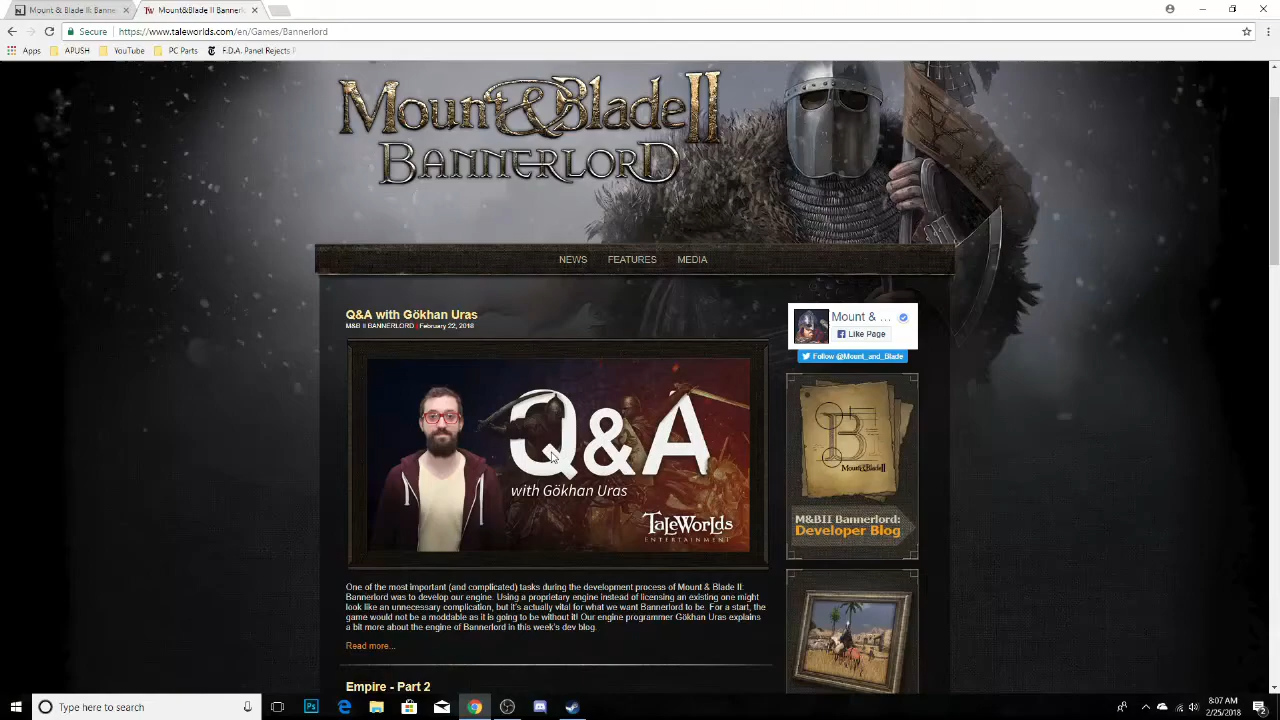 Mount & Blade II: Banne
Mount&Blade II Bannerl
Secure
https://www.taleworlds.com/en/Games/Bannerlord
Apps
APUSH
YouTube
PC Parts
F.D.A. Panel Rejects P
Mount&Blade II
BANNERLORD
NEWS
FEATURES
MEDIA
Q&A with Gökhan Uras
M&B II BANNERLORD | February 22, 2018
Q&A
with Gökhan Uras
TALEWORLDS
ENTERTAINMENT
One of the most important (and complicated) tasks during the development process of Mount & Blade II:
Bannerlord was to develop our engine. Using a proprietary engine instead of licensing an existing one might
look like an unnecessary complication, but it's actually vital for what we want Bannerlord to be. For a start, the
game would not be a moddable as it is going to be without it! Our engine programmer Gökhan Uras explains
a bit more about the engine of Bannerlord in this week's dev blog.
Read more...
Empire - Part 2
Mount & ...
Like Page
Follow @Mount_and_Blade
B
Mount&Blade II
M&BII Bannerlord:
Developer Blog
Type here to search
8:07 AM
2/25/2018